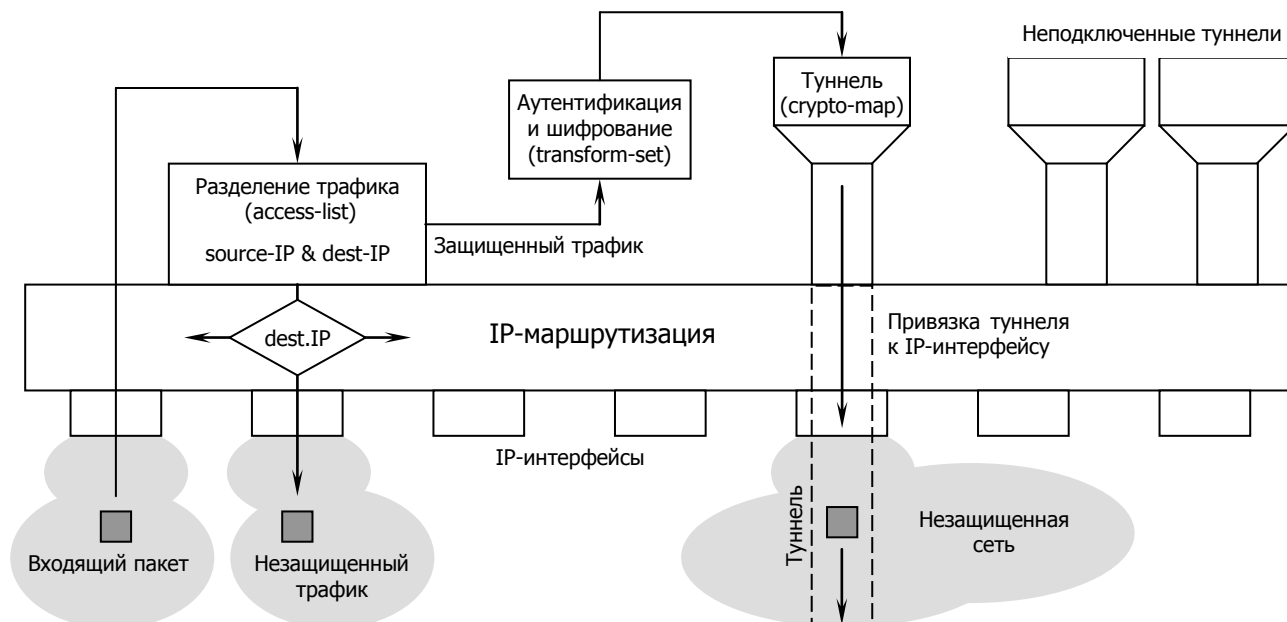 Неподключенные туннели
Туннель
(crypto-map)
Аутентификация
и шифрование
(transform-set)
Разделение трафика
(access-list)
source-IP & dest-IP
Защищенный трафик
dest.IP
IP-маршрутизация
Привязка туннеля
к IP-интерфейсу
IP-интерфейсы
Входящий пакет
Незащищенный
трафик
Туннель
Незащищенная
сеть